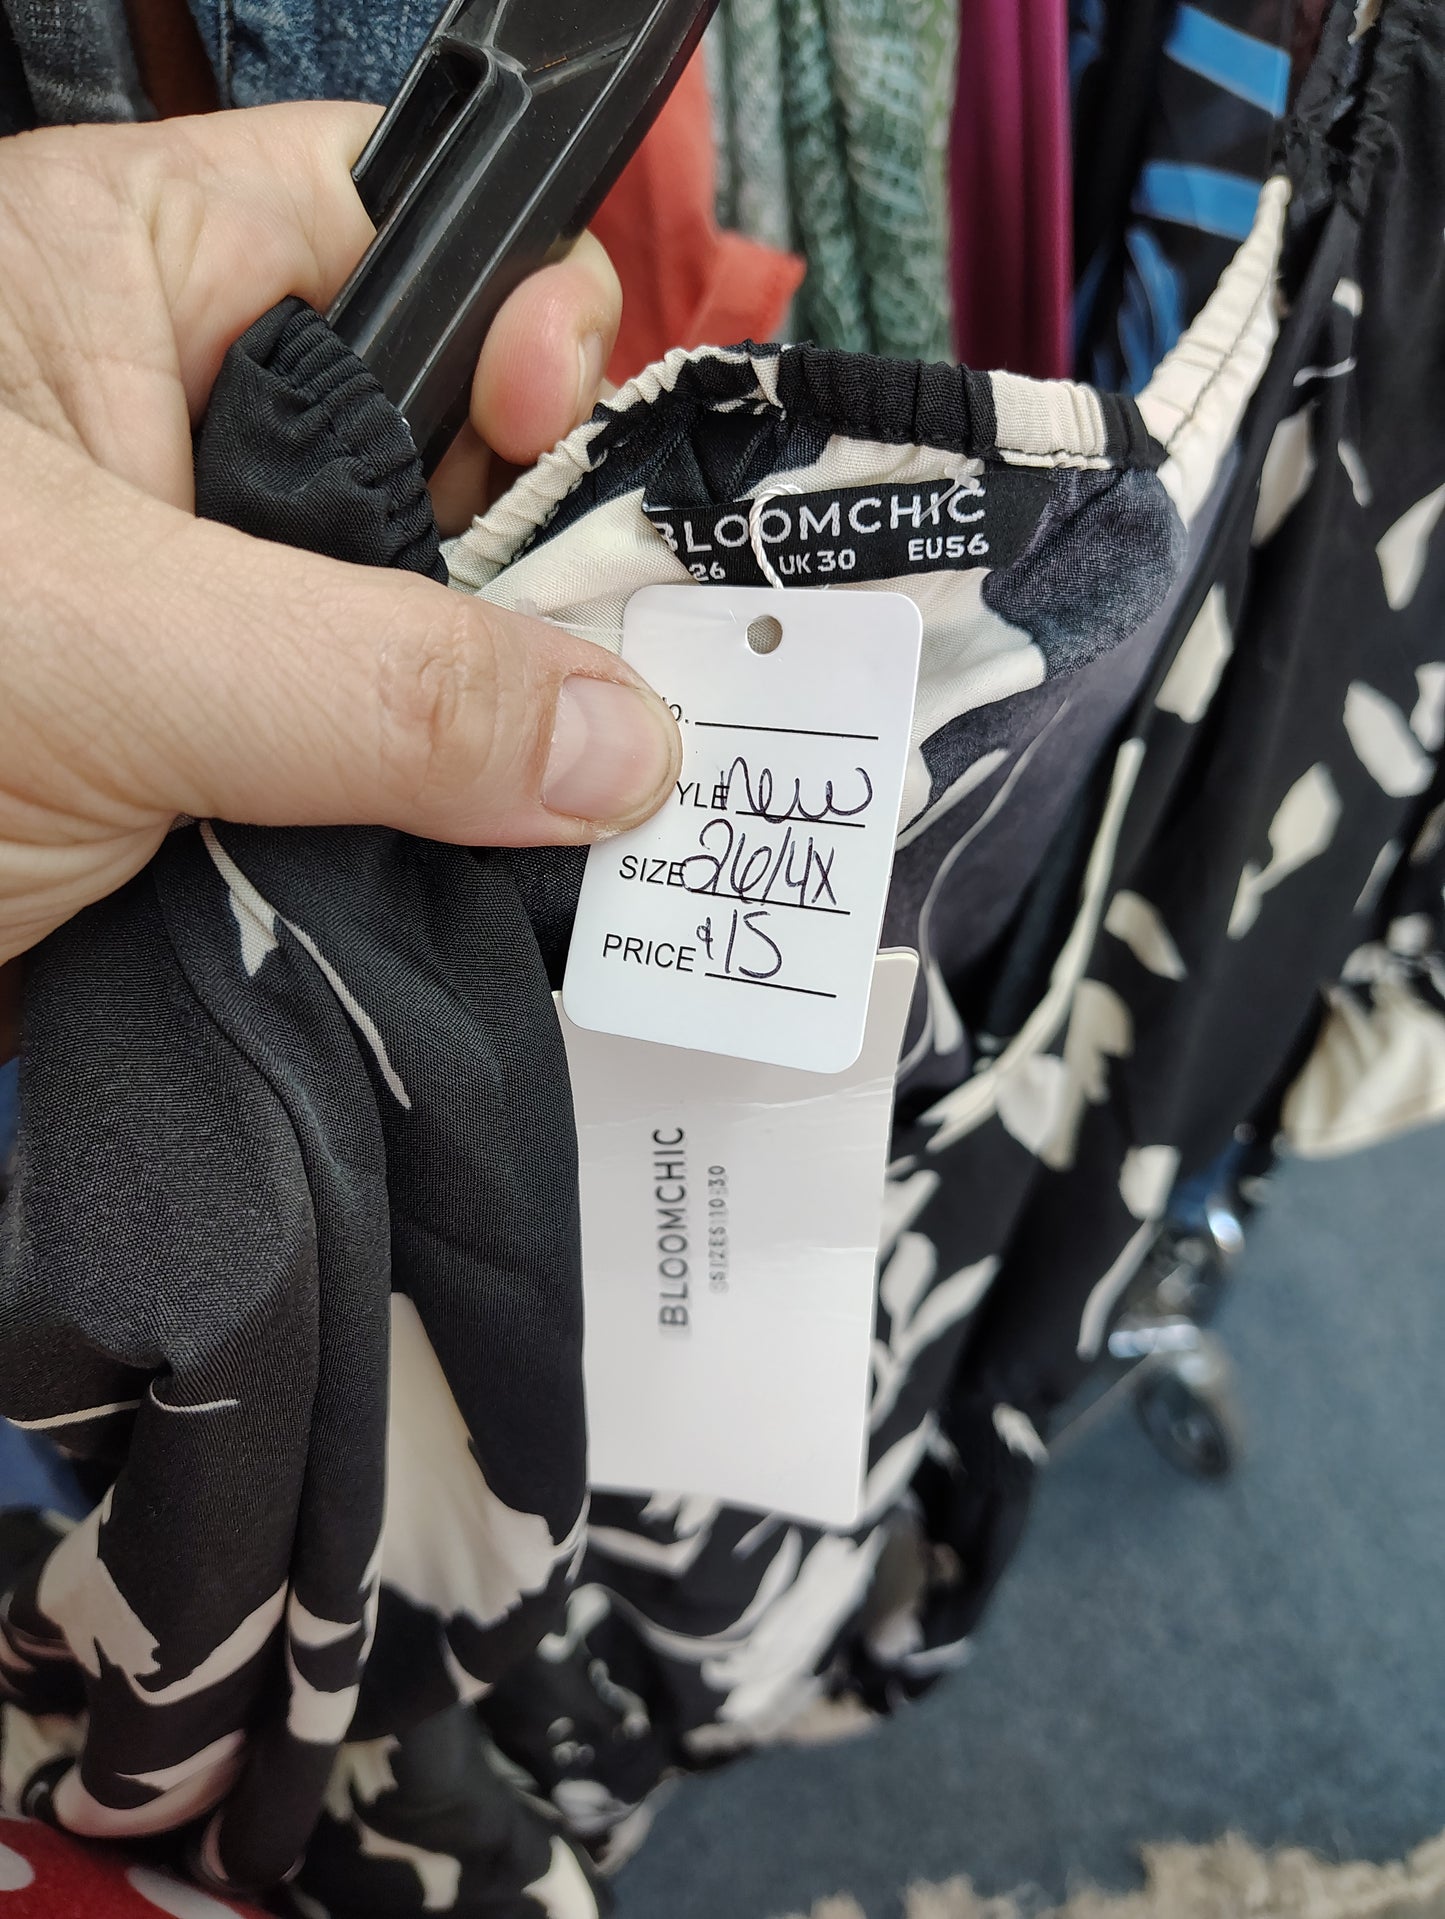 BLOOMCHIC
26 UK 30 EU56
o.
YLE new
SIZE 26/4X
PRICE $15
BLOOMCHIC
SIZES 10-30